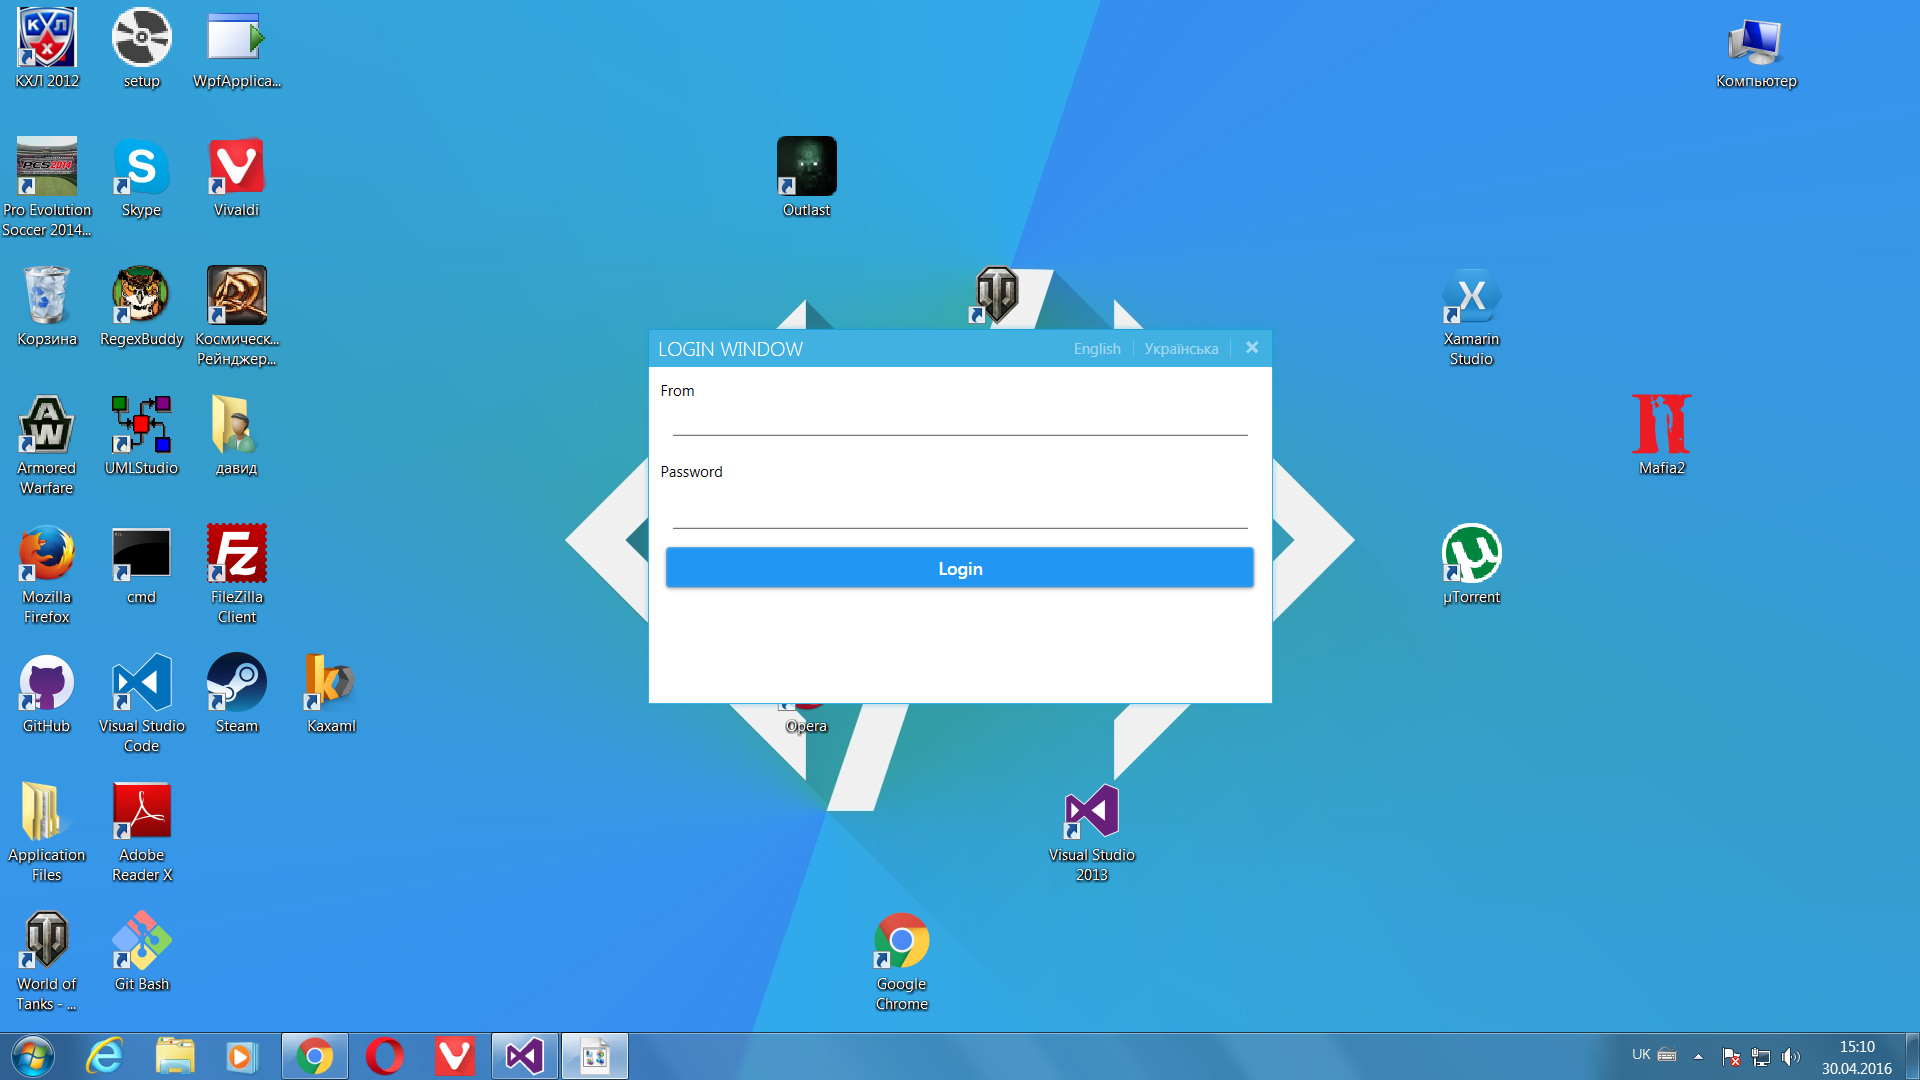 КХЛ 2012
setup
WpfApplica...
Компьютер
Pro Evolution
Soccer 2014...
Skype
Vivaldi
Outlast
Корзина
RegexBuddy
Космическ...
Рейнджер...
Xamarin
Studio
LOGIN WINDOW
English
Українська
From
Password
Login
Armored
Warfare
UMLStudio
давид
Mafia2
Mozilla
Firefox
cmd
FileZilla
Client
µTorrent
GitHub
Visual Studio
Code
Steam
Kaxaml
Opera
Application
Files
Adobe
Reader X
Visual Studio
2013
World of
Tanks - ...
Git Bash
Google
Chrome
UK
15:10
30.04.2016